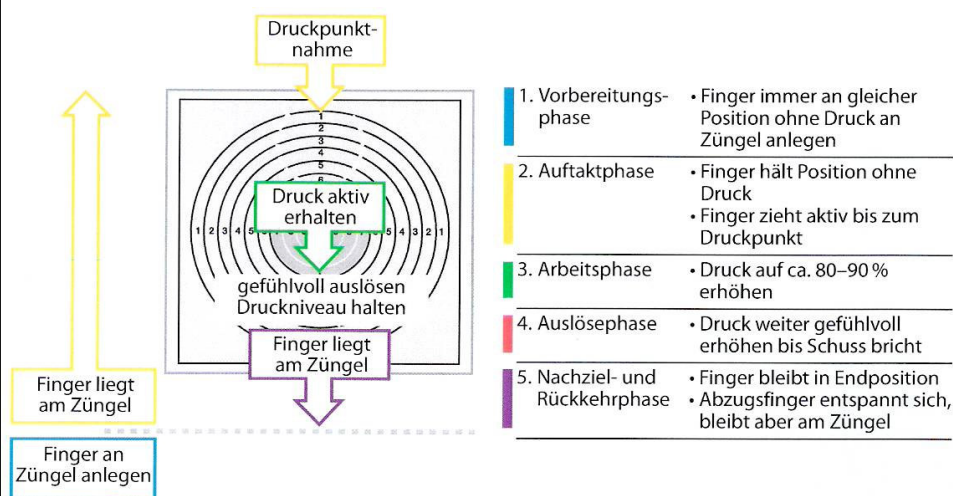 Druckpunkt-
nahme
1
2
3
4
5
6
Druck aktiv
erhalten
1 2 3 4 5
5 4 3 2 1
gefühlvoll auslösen
Druckniveau halten
Finger liegt
am Züngel
Finger liegt
am Züngel
Finger an
Züngel anlegen
1. Vorbereitungs-
phase
• Finger immer an gleicher
Position ohne Druck an
Züngel anlegen
2. Auftaktphase
• Finger hält Position ohne
Druck
• Finger zieht aktiv bis zum
Druckpunkt
3. Arbeitsphase
• Druck auf ca. 80–90 %
erhöhen
4. Auslösephase
• Druck weiter gefühlvoll
erhöhen bis Schuss bricht
5. Nachziel- und
Rückkehrphase
• Finger bleibt in Endposition
• Abzugsfinger entspannt sich,
bleibt aber am Züngel